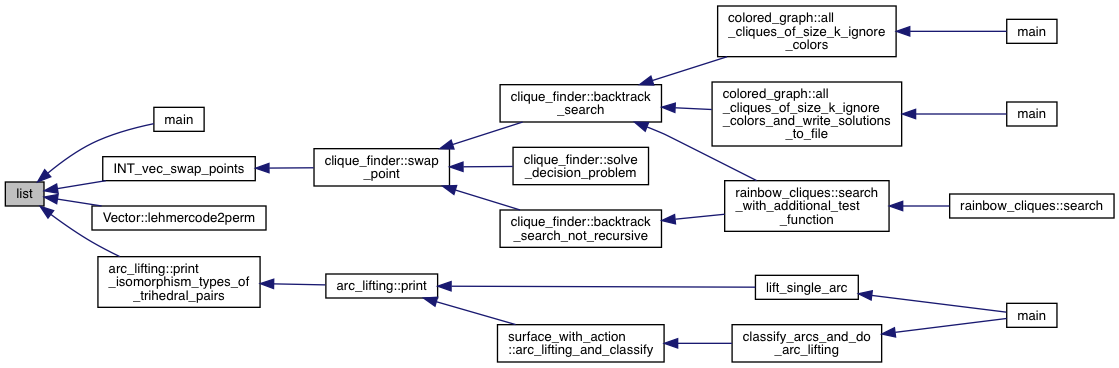 list
main
INT_vec_swap_points
Vector::lehmercode2perm
arc_lifting::print
_isomorphism_types_of
_trihedral_pairs
clique_finder::swap
_point
arc_lifting::print
clique_finder::backtrack
_search
clique_finder::solve
_decision_problem
clique_finder::backtrack
_search_not_recursive
surface_with_action
::arc_lifting_and_classify
colored_graph::all
_cliques_of_size_k_ignore
_colors
colored_graph::all
_cliques_of_size_k_ignore
_colors_and_write_solutions
_to_file
rainbow_cliques::search
_with_additional_test
_function
lift_single_arc
classify_arcs_and_do
_arc_lifting
main
main
rainbow_cliques::search
main